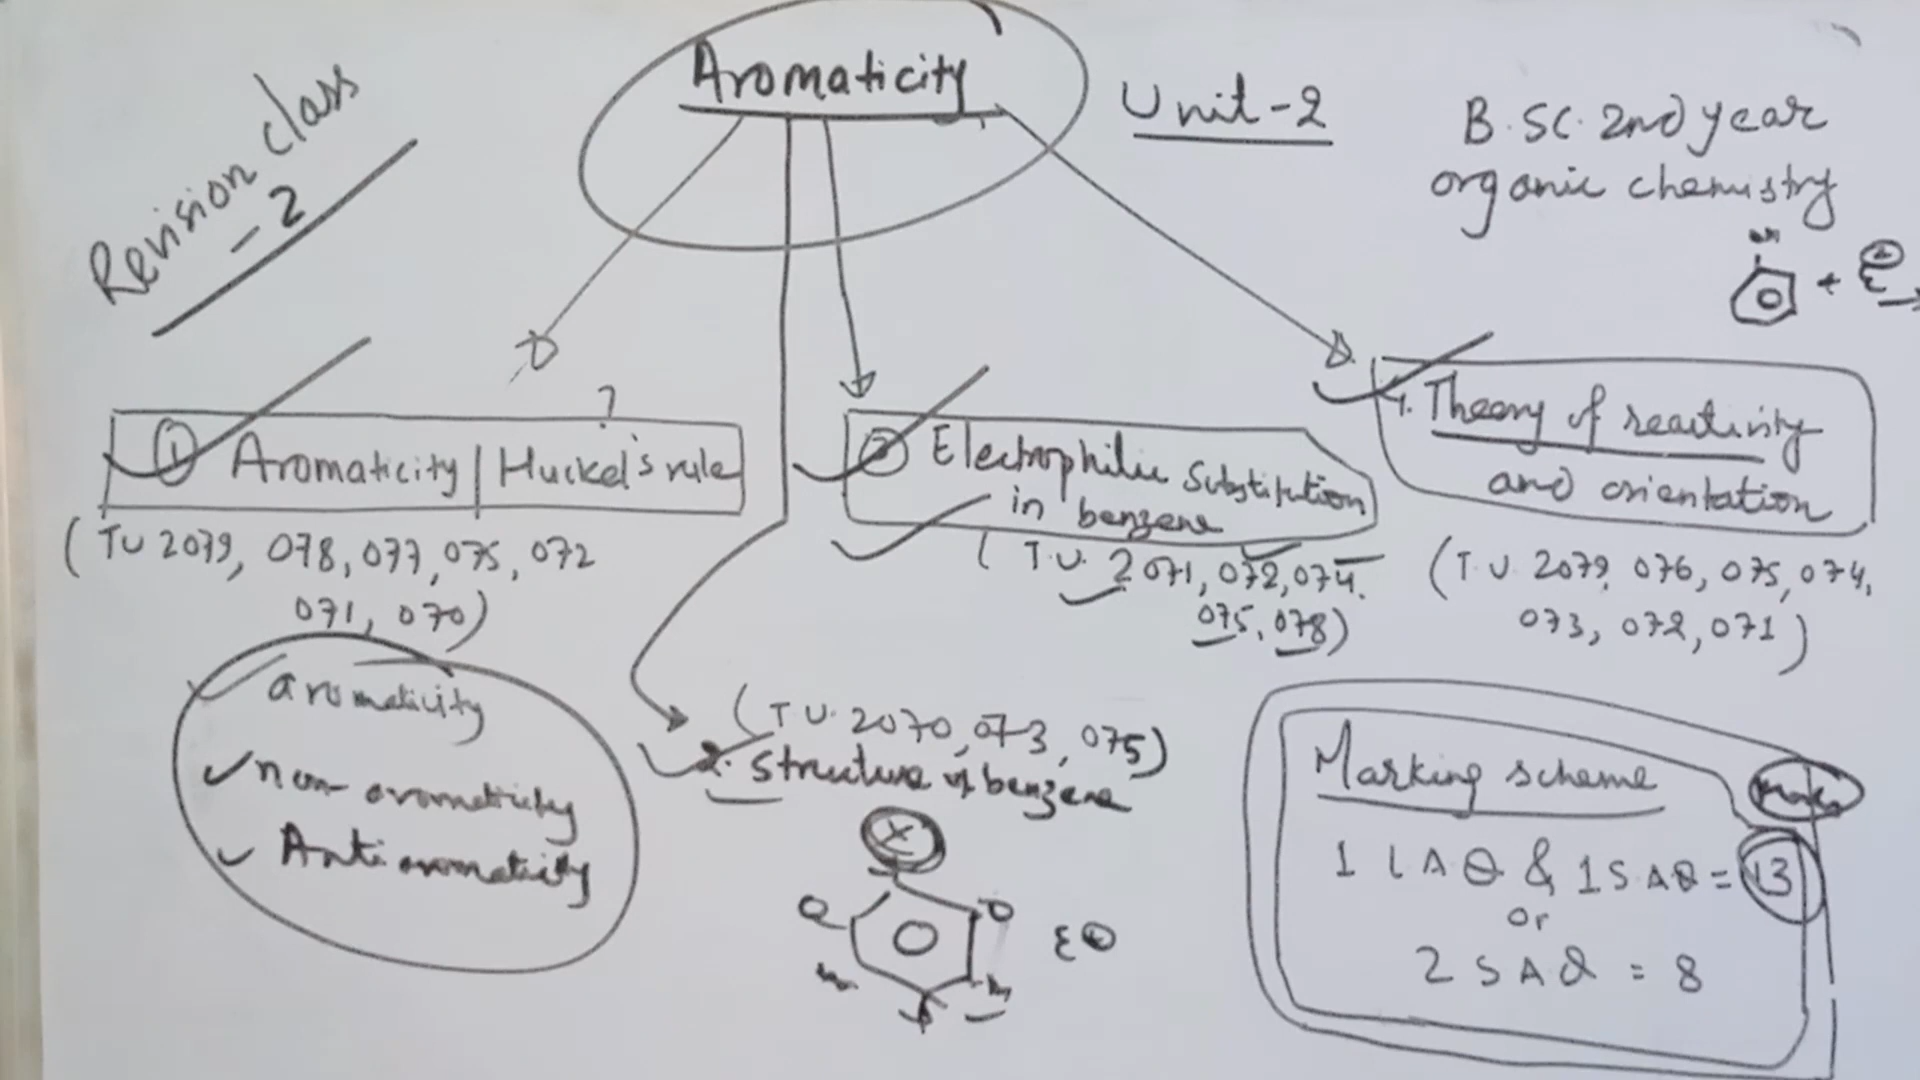 Aromaticity
Unit-2
B.SC. 2nd year
organic chemistry
Revision class
- 2
OH
+ E
?
① Aromaticity | Huckel's rule
(TU 2079, 078, 077, 075, 072
071, 070)
Electrophilic Substitution
in benzene
(T.U. 2071, 072, 074.
075, 078)
4. Theory of reactivity
and orientation
(T.U. 2079, 076, 075, 074,
073, 072, 071)
aromaticity
non-aromaticity
Anti aromaticity
(T.U. 2070, 073, 075)
2. Structure of benzene
X
O O
E+
m m
p
Marking scheme
1 LAQ & 1 SAQ = 13
or
2 SAQ = 8